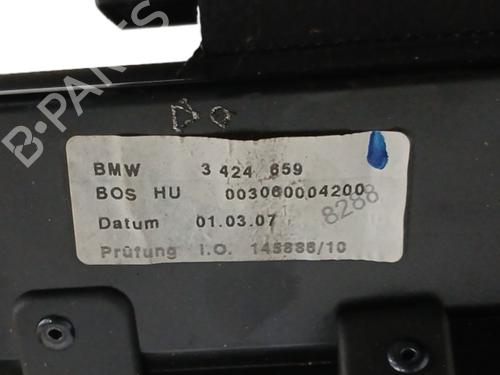 B-PARTS
BMW 3 424 659
BOS HU 003060004200
8288
Datum 01.03.07
Prüfung i.O. 145886/10